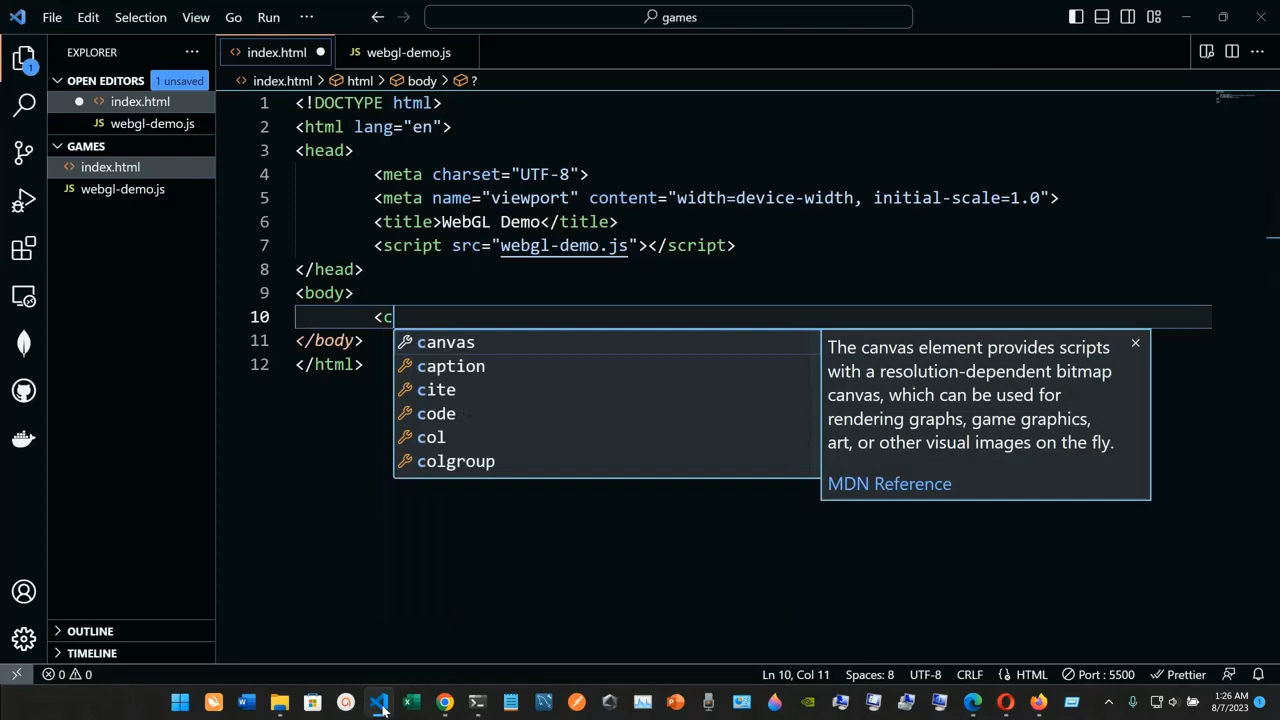 File Edit Selection View Go Run ··· games
EXPLORER ···
OPEN EDITORS 1 unsaved
index.html
JS webgl-demo.js
GAMES
index.html
JS webgl-demo.js
OUTLINE
TIMELINE
1
index.html JS webgl-demo.js
index.html > html > body > ?
1 <!DOCTYPE html>
2 <html lang="en">
3 <head>
4 <meta charset="UTF-8">
5 <meta name="viewport" content="width=device-width, initial-scale=1.0">
6 <title>WebGL Demo</title>
7 <script src="webgl-demo.js"></script>
8 </head>
9 <body>
10 <c
11 </body>
12 </html>
canvas
caption
cite
code
col
colgroup
The canvas element provides scripts
with a resolution-dependent bitmap
canvas, which can be used for
rendering graphs, game graphics,
art, or other visual images on the fly.
MDN Reference
0 0 Ln 10, Col 11 Spaces: 8 UTF-8 CRLF {} HTML Port : 5500 Prettier
1:26 AM
8/7/2023